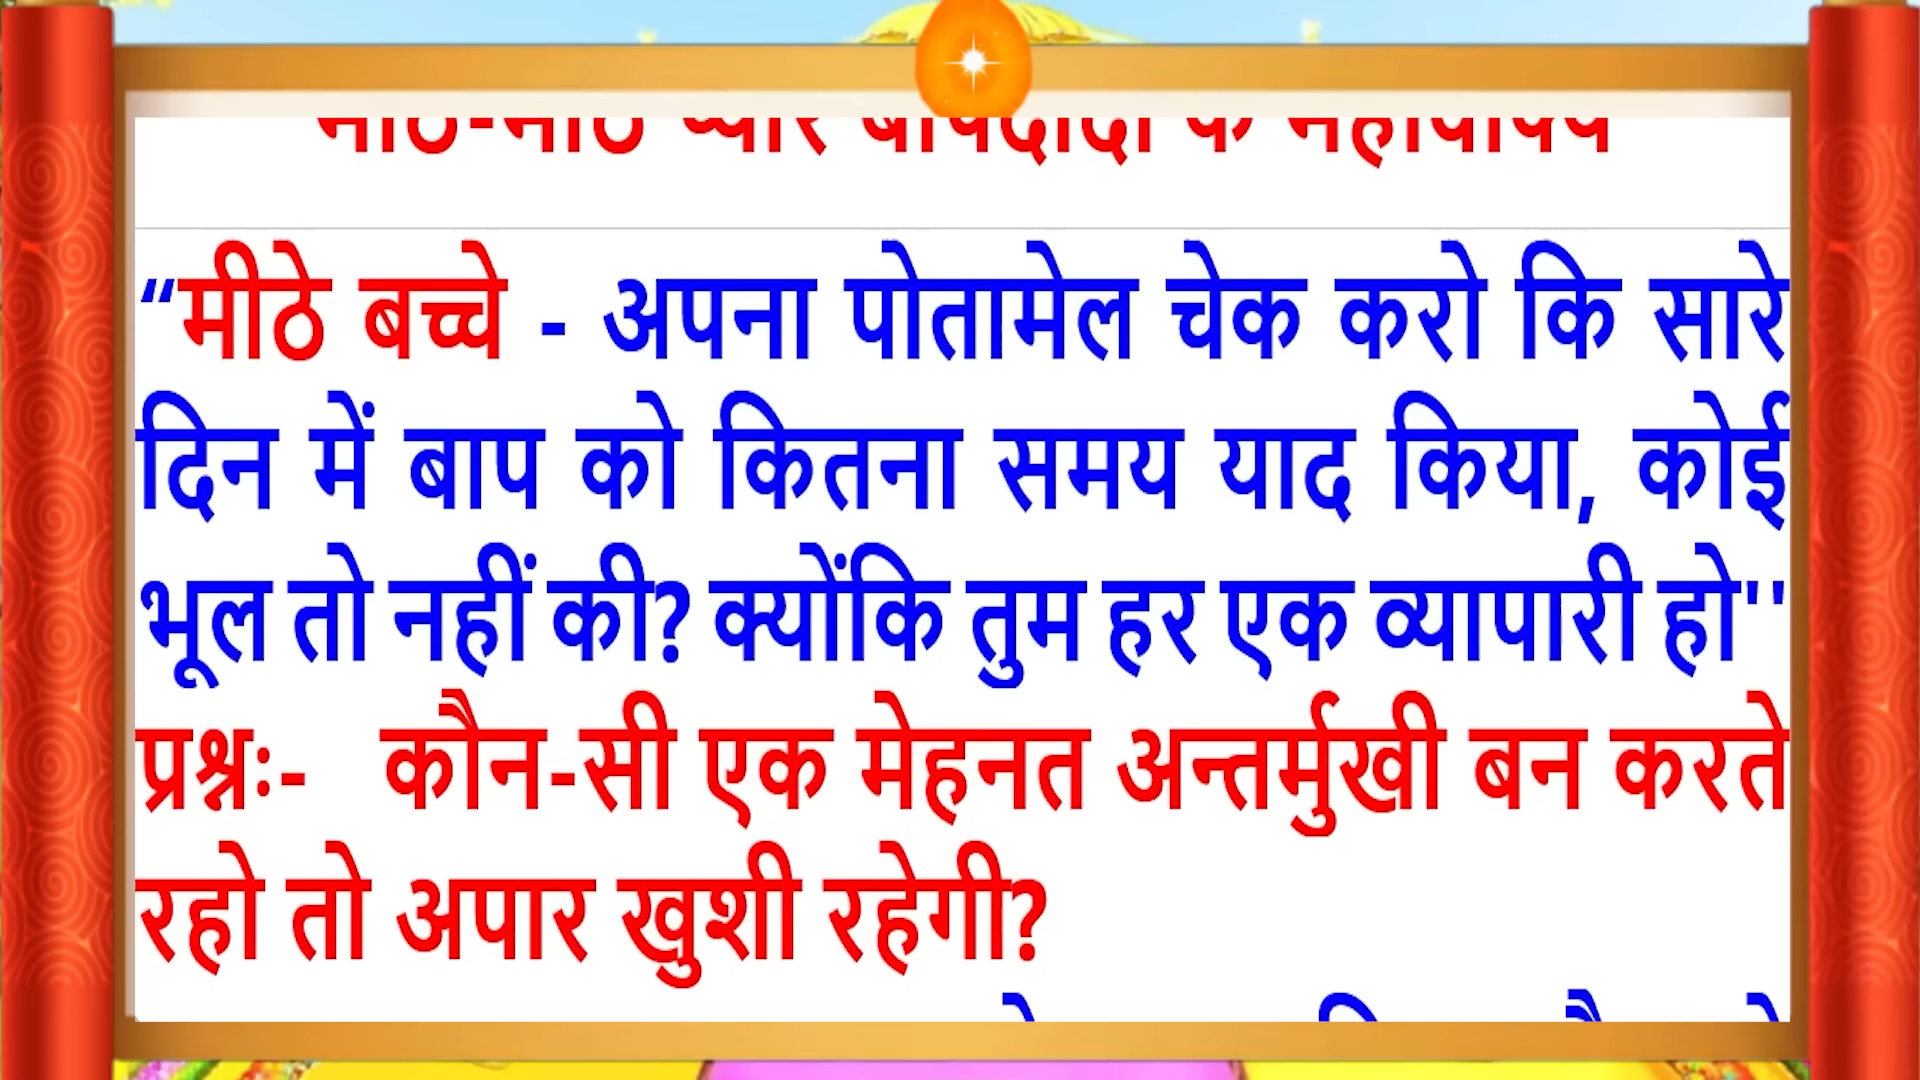 “मीठे बच्चे - अपना पोतामेल चेक करो कि सारे
दिन में बाप को कितना समय याद किया, कोई
भूल तो नहीं की? क्योंकि तुम हर एक व्यापारी हो''
प्रश्नः- कौन-सी एक मेहनत अन्तर्मुखी बन करते
रहो तो अपार खुशी रहेगी?